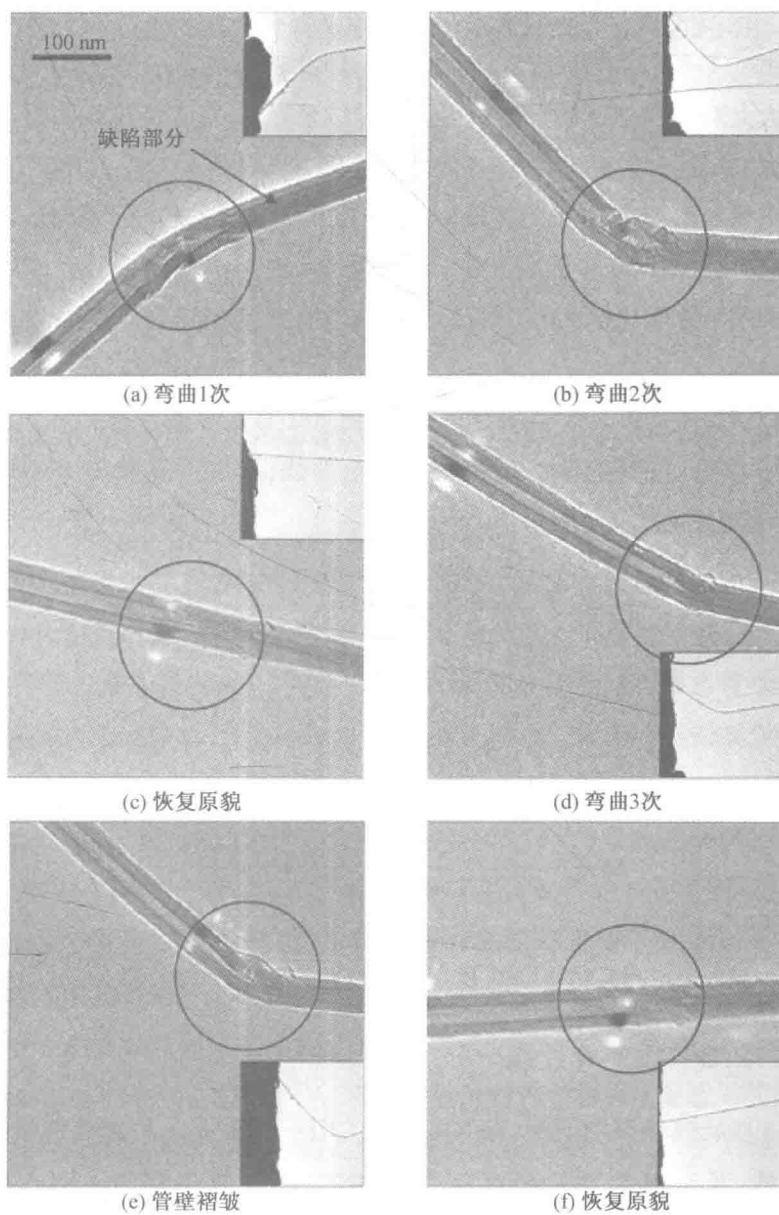 100 nm
缺陷部分
(a) 弯曲1次
(b) 弯曲2次
(c) 恢复原貌
(d) 弯曲3次
(e) 管壁褶皱
(f) 恢复原貌